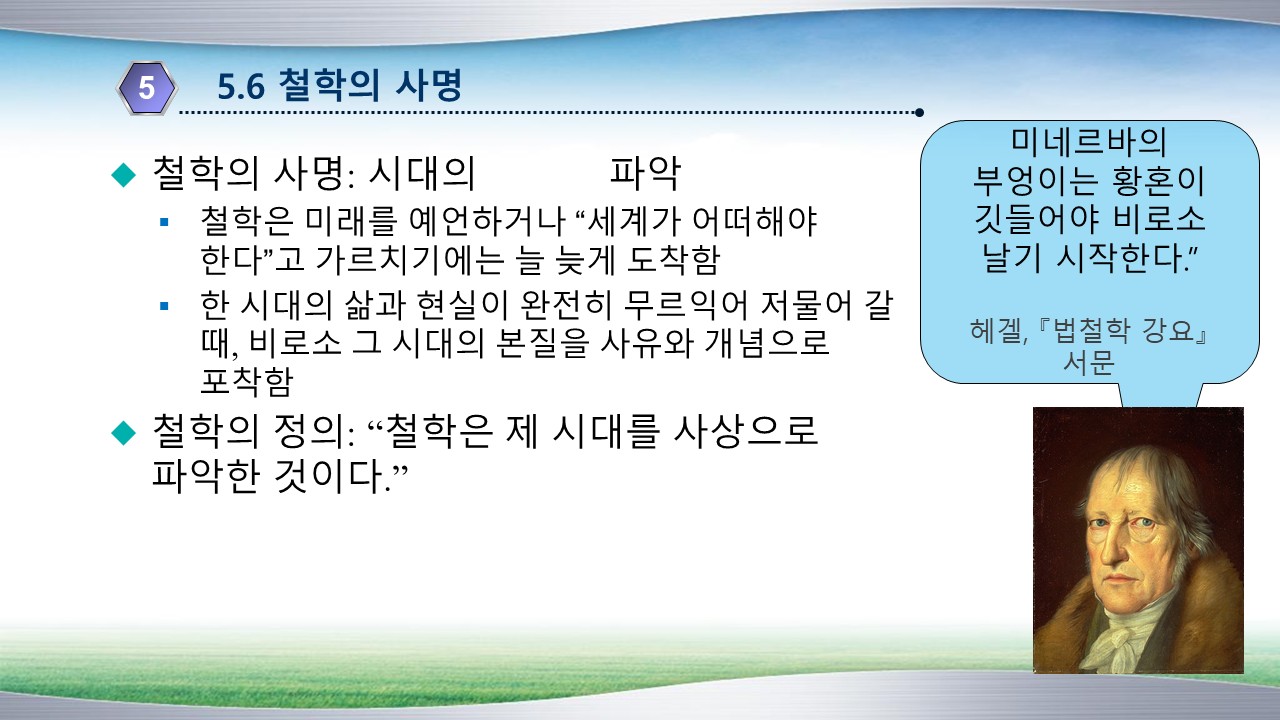 5
5.6 철학의 사명
철학의 사명: 시대의 파악
철학은 미래를 예언하거나 “세계가 어떠해야
한다”고 가르치기에는 늘 늦게 도착함
한 시대의 삶과 현실이 완전히 무르익어 저물어 갈
때, 비로소 그 시대의 본질을 사유와 개념으로
포착함
철학의 정의: “철학은 제 시대를 사상으로
파악한 것이다.”
미네르바의
부엉이는 황혼이
깃들어야 비로소
날기 시작한다.”
헤겔, 『법철학 강요』
서문